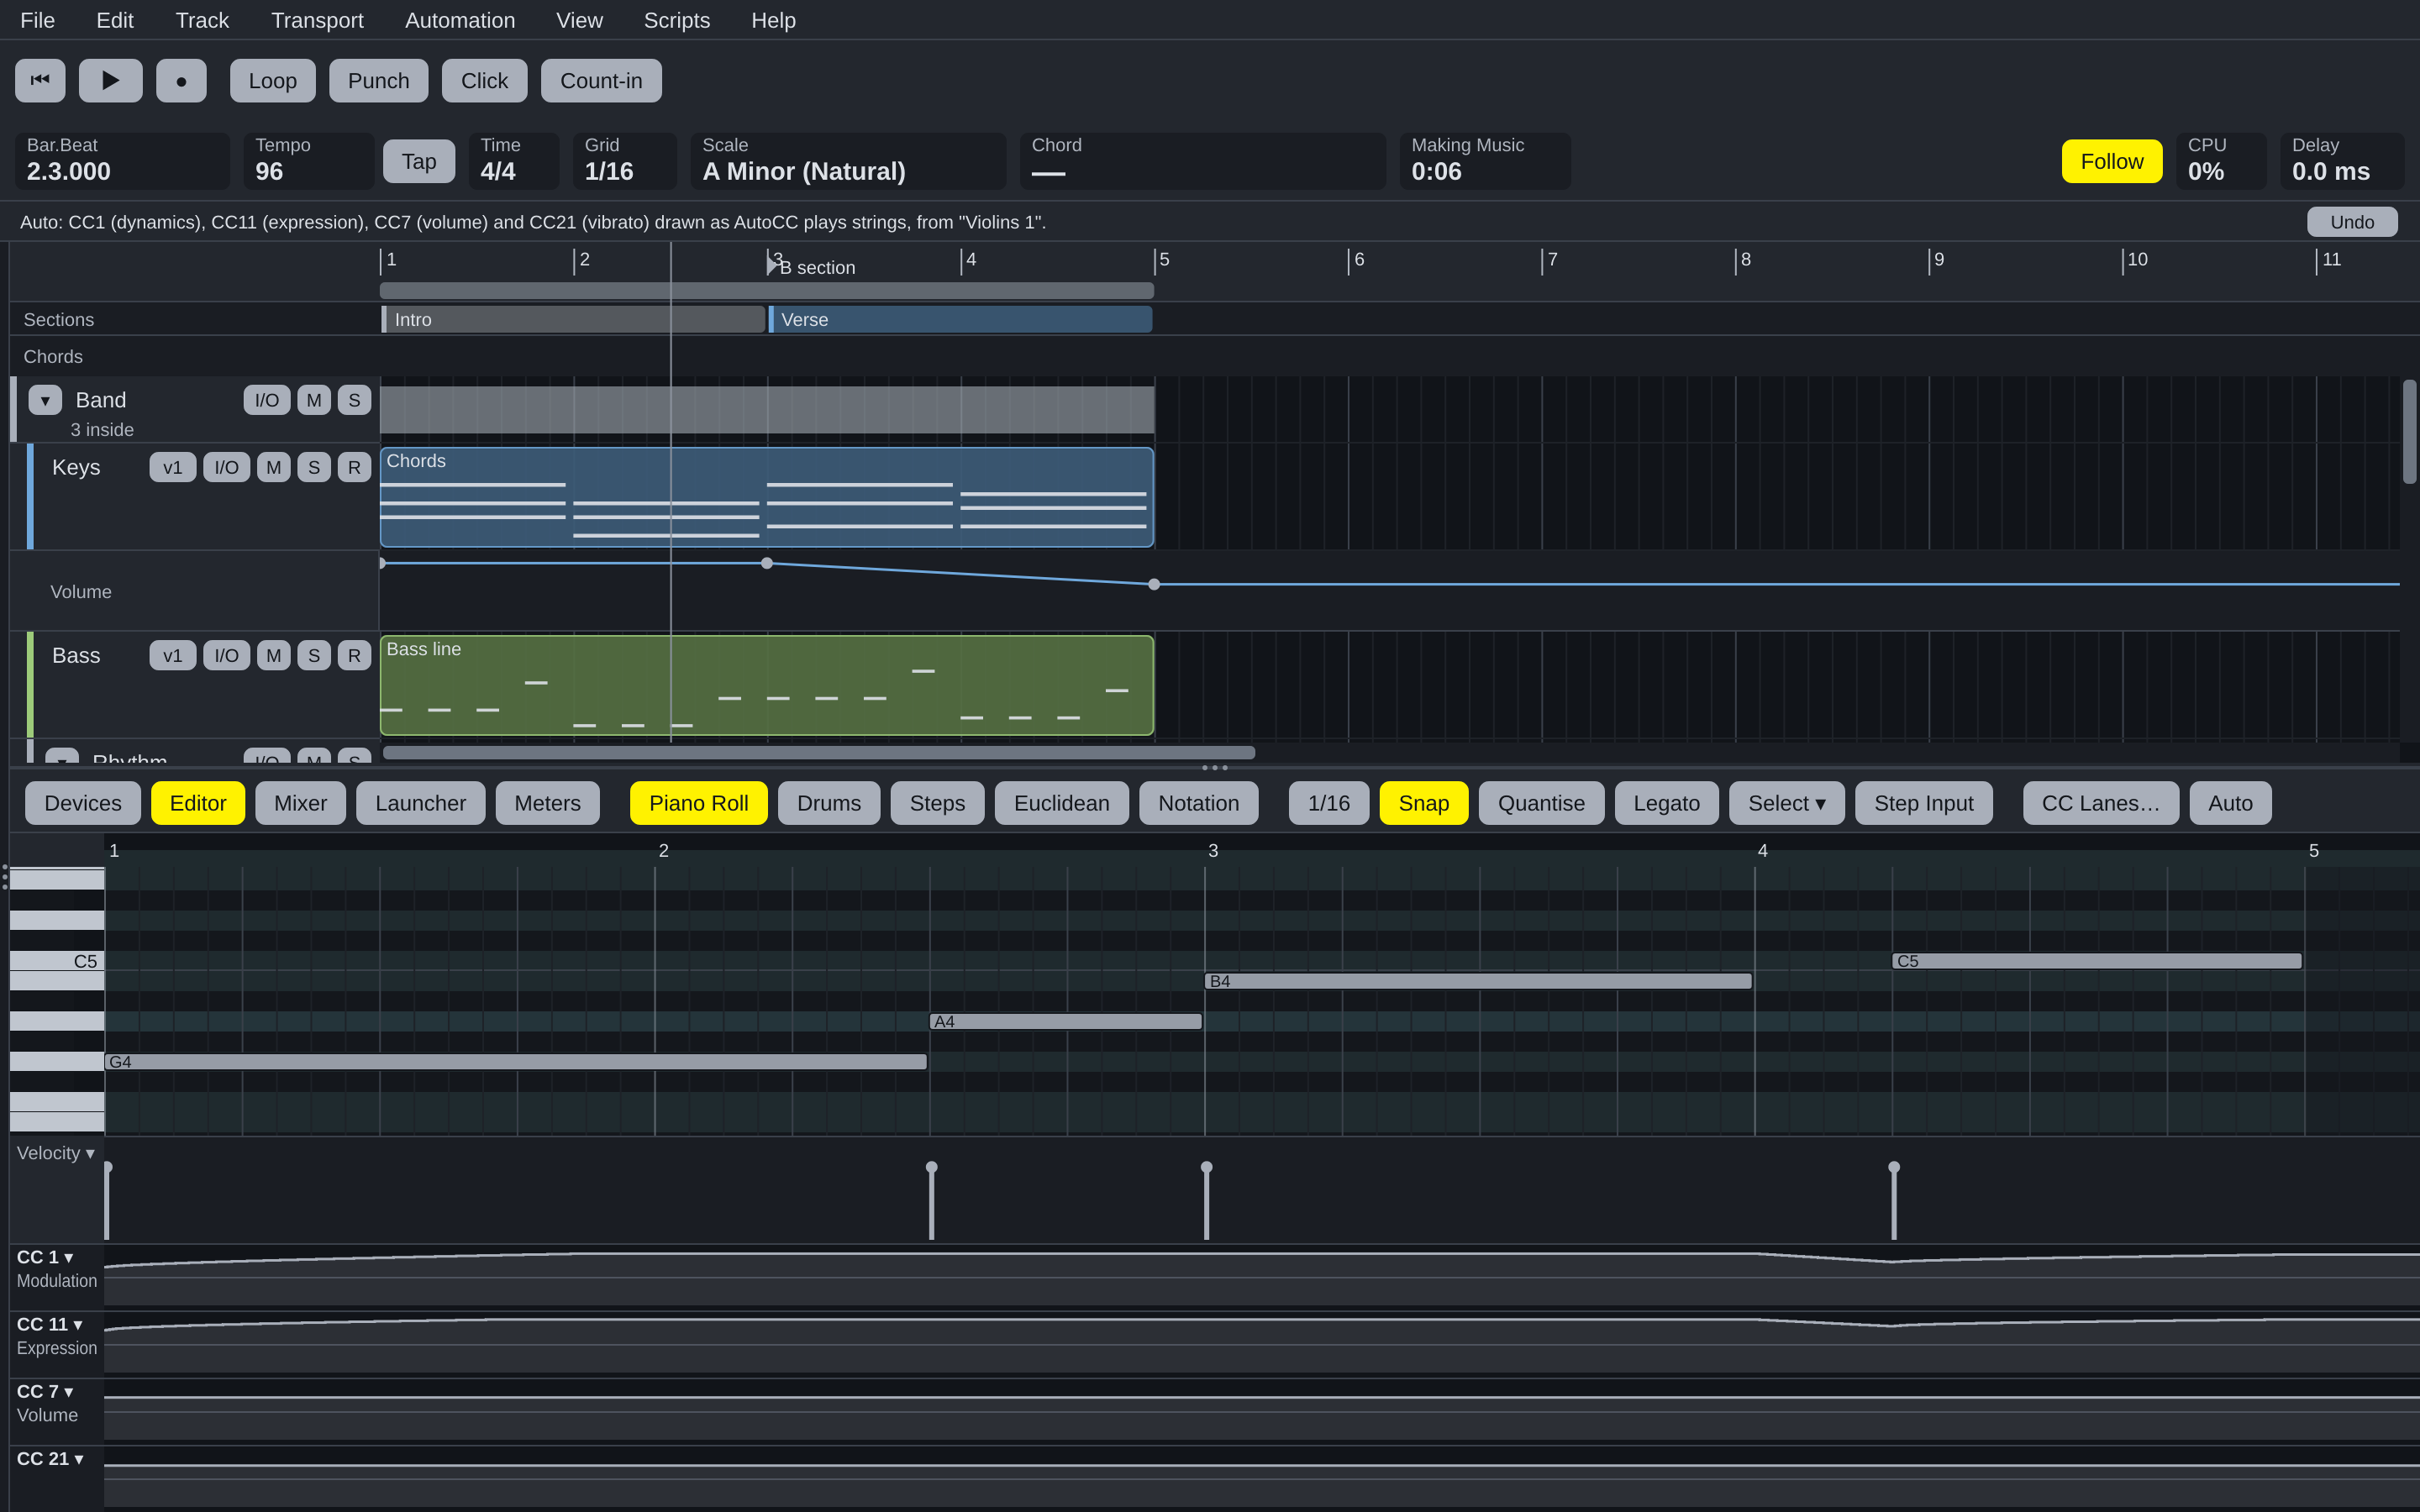 File Edit Track Transport Automation View Scripts Help
Loop Punch Click Count-in
Bar.Beat Tempo Time Grid Scale Chord Making Music CPU Delay
2.3.000 96 Tap 4/4 1/16 A Minor (Natural) — 0:06 Follow 0% 0.0 ms
Auto: CC1 (dynamics), CC11 (expression), CC7 (volume) and CC21 (vibrato) drawn as AutoCC plays strings, from "Violins 1". Undo
1 2 3 4 5 6 7 8 9 10 11
B section
Sections Intro Verse
Chords
Band I/O M S
3 inside
Keys v1 I/O M S R Chords
Volume
Bass v1 I/O M S R Bass line
Rhythm I/O M S
Devices Editor Mixer Launcher Meters Piano Roll Drums Steps Euclidean Notation 1/16 Snap Quantise Legato Select ▾ Step Input CC Lanes… Auto
1 2 3 4 5
C5 C5
B4
A4
G4
Velocity ▾
CC 1 ▾
Modulation
CC 11 ▾
Expression
CC 7 ▾
Volume
CC 21 ▾